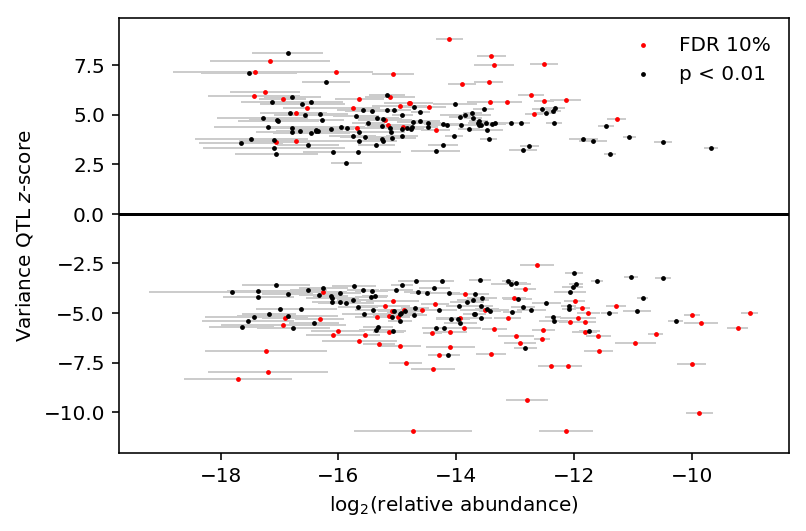 FDR 10%
p < 0.01
7.5
5.0
2.5
0.0
−2.5
−5.0
−7.5
−10.0
Variance QTL z-score
−18 −16 −14 −12 −10
log₂(relative abundance)